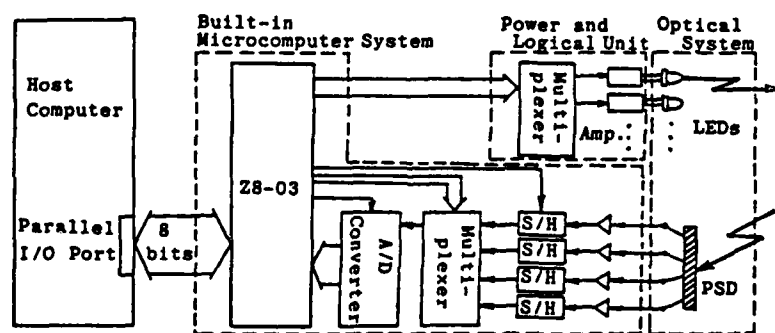 Built-in
Microcomputer System
Power and
Logical Unit
Optical
System
Host
Computer
Z8-03
Multi-
plexer
Amp.
LEDs
Parallel
I/O Port
8
bits
A/D
Converter
Multi-
plexer
S/H
S/H
S/H
S/H
PSD